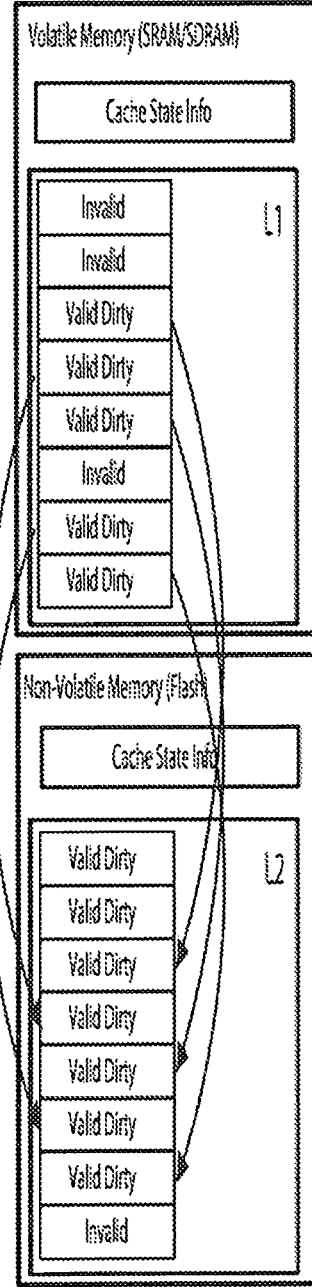 Volatile Memory (SRAM/SDRAM)
Cache State Info
L1
Invalid
Invalid
Valid Dirty
Valid Dirty
Valid Dirty
Invalid
Valid Dirty
Valid Dirty
Non-Volatile Memory (Flash)
Cache State Info
L2
Valid Dirty
Valid Dirty
Valid Dirty
Valid Dirty
Valid Dirty
Valid Dirty
Valid Dirty
Invalid